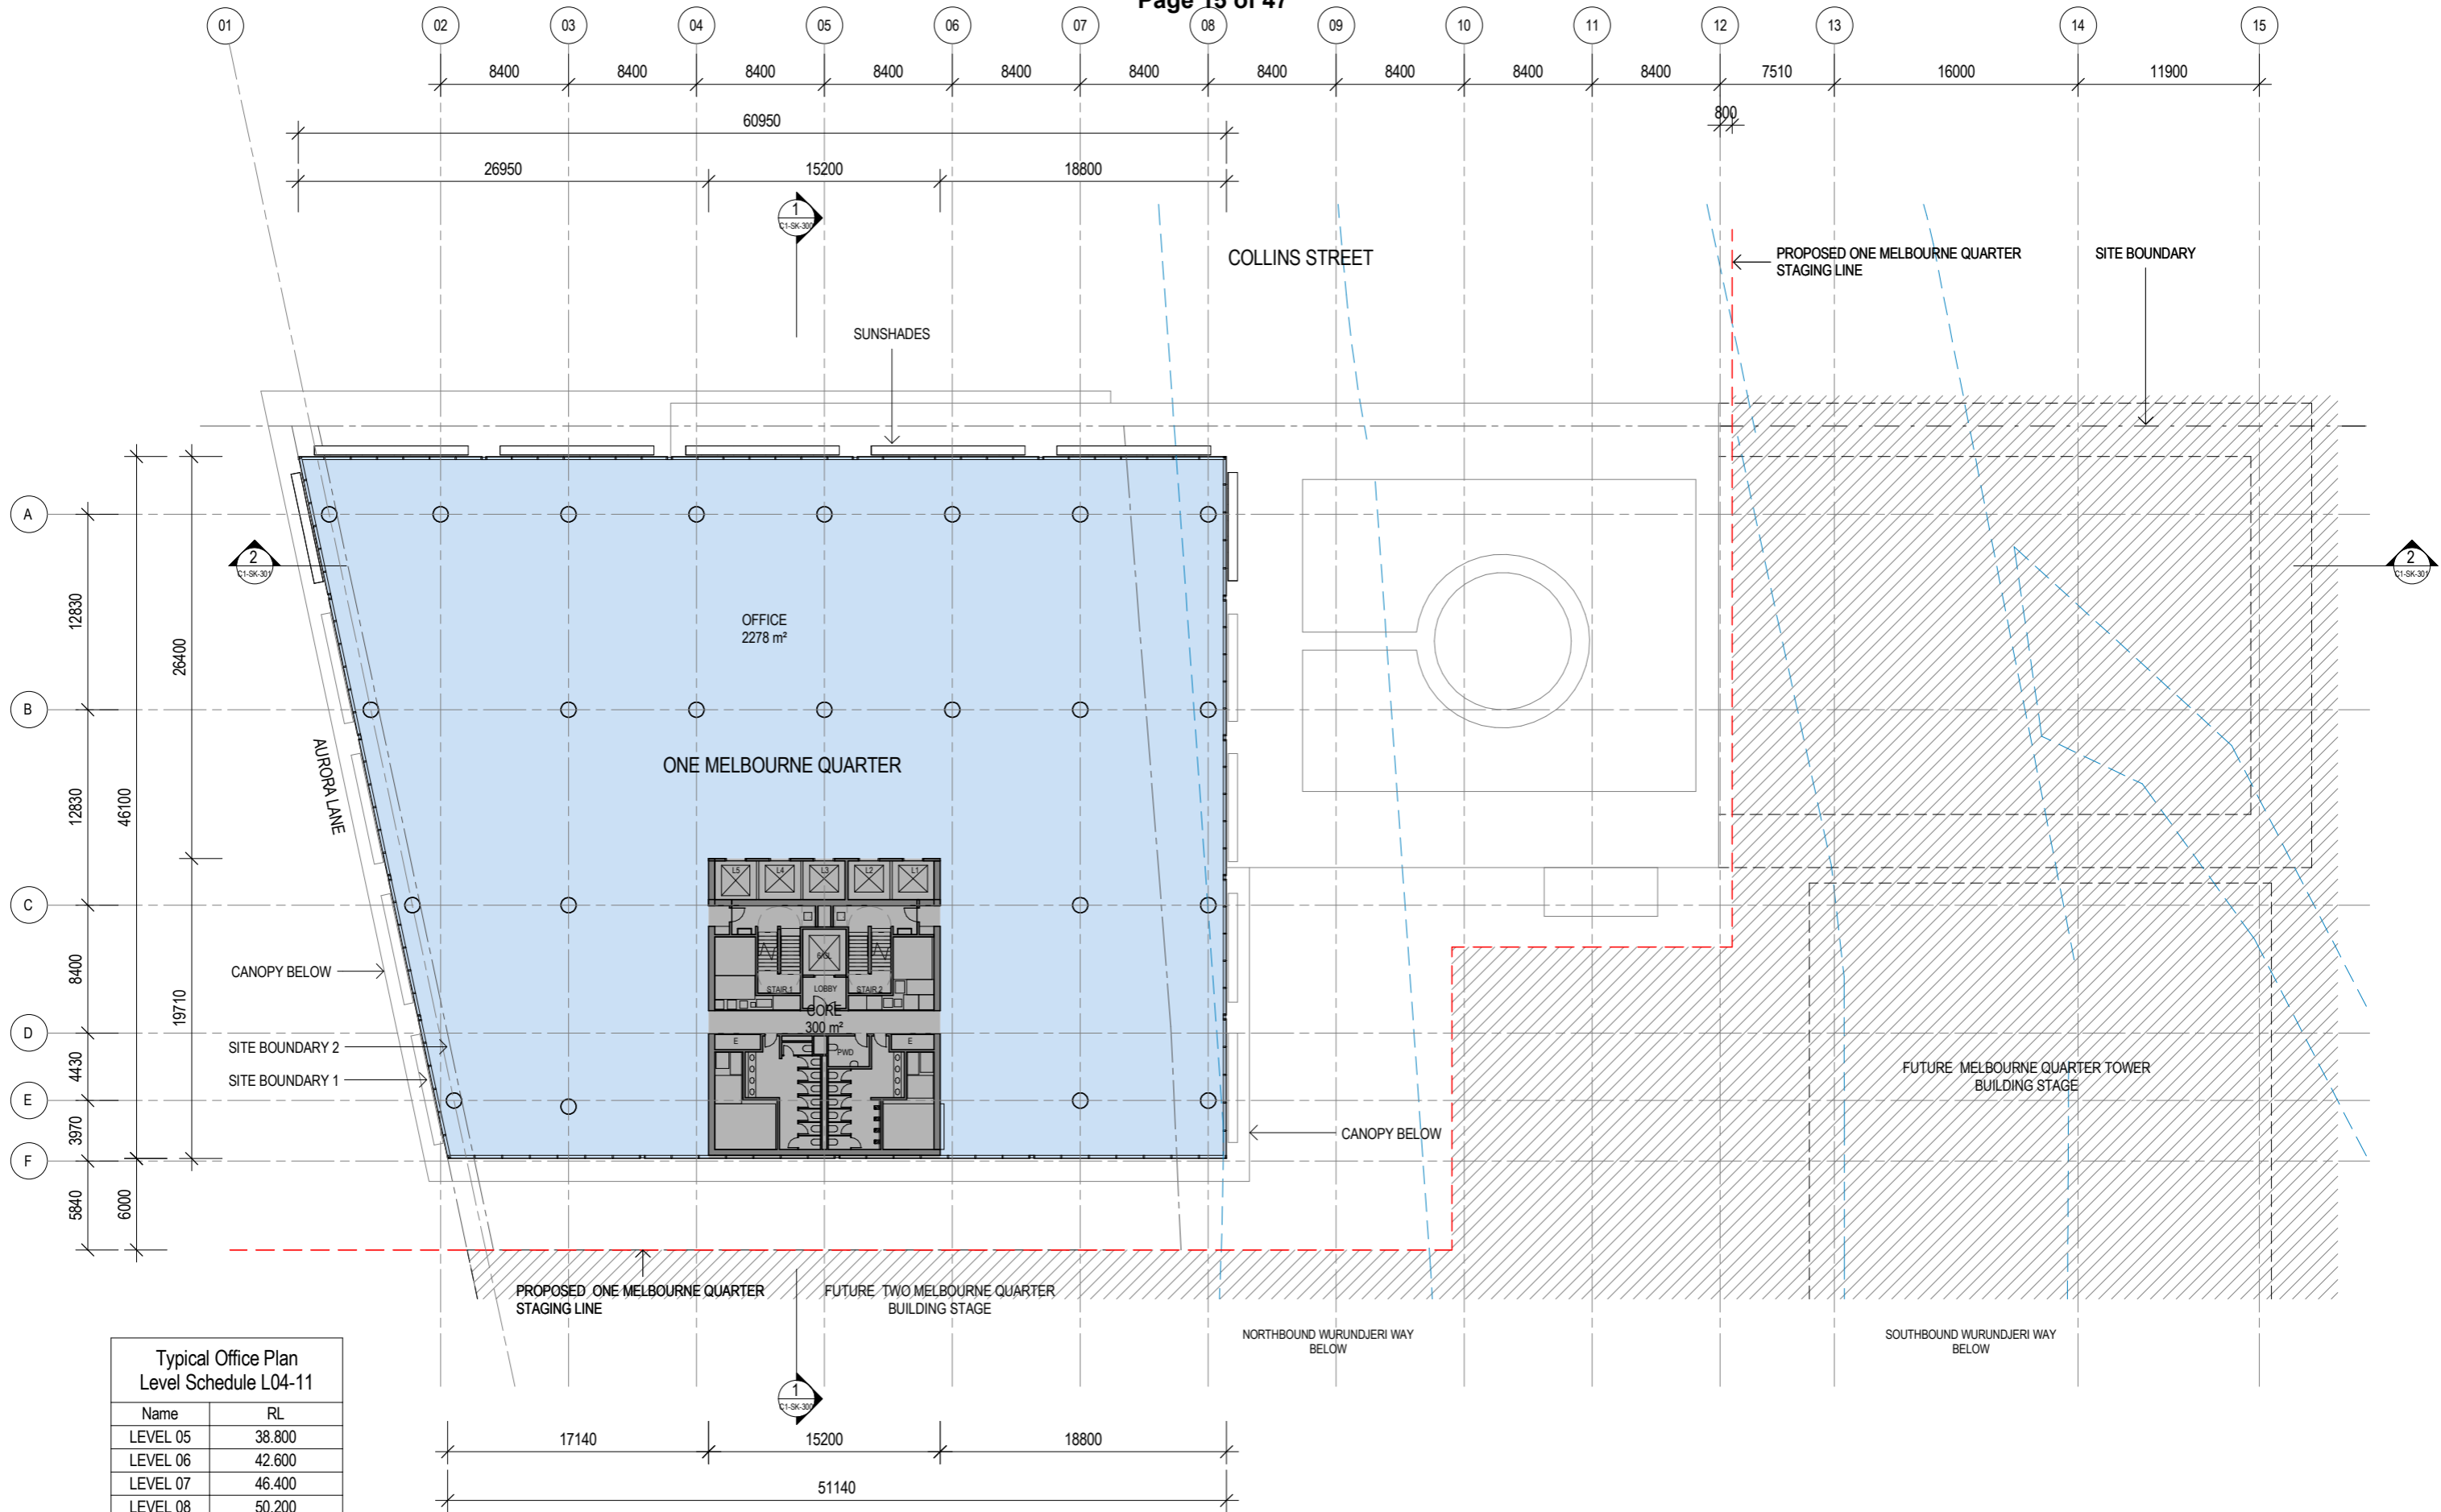 Page 15 of 47
01 02 03 04 05 06 07 08 09 10 11 12 13 14 15
8400 8400 8400 8400 8400 8400 8400 8400 8400 8400 7510 16000 11900
800
60950
26950 15200 18800
1
C1-SK-300
COLLINS STREET
PROPOSED ONE MELBOURNE QUARTER
STAGING LINE
SITE BOUNDARY
SUNSHADES
A
2
C1-SK-301
2
C1-SK-301
12830
OFFICE
2278 m²
26400
B
ONE MELBOURNE QUARTER
AURORA LANE
12830
46100
L5 L4 L3 L2 L1
C
CANOPY BELOW
8400
19710
STAIR 1
LOBBY
STAIR 2
CORE
300 m²
D
E
PWD
E
SITE BOUNDARY 2
SITE BOUNDARY 1
4430
FUTURE MELBOURNE QUARTER TOWER
BUILDING STAGE
E
3970
CANOPY BELOW
F
5840
6000
PROPOSED ONE MELBOURNE QUARTER
STAGING LINE
FUTURE TWO MELBOURNE QUARTER
BUILDING STAGE
NORTHBOUND WURUNDJERI WAY
BELOW
SOUTHBOUND WURUNDJERI WAY
BELOW
1
C1-SK-300
17140 15200 18800
51140
Typical Office Plan
Level Schedule L04-11
Name RL
LEVEL 05 38.800
LEVEL 06 42.600
LEVEL 07 46.400
LEVEL 08 50.200